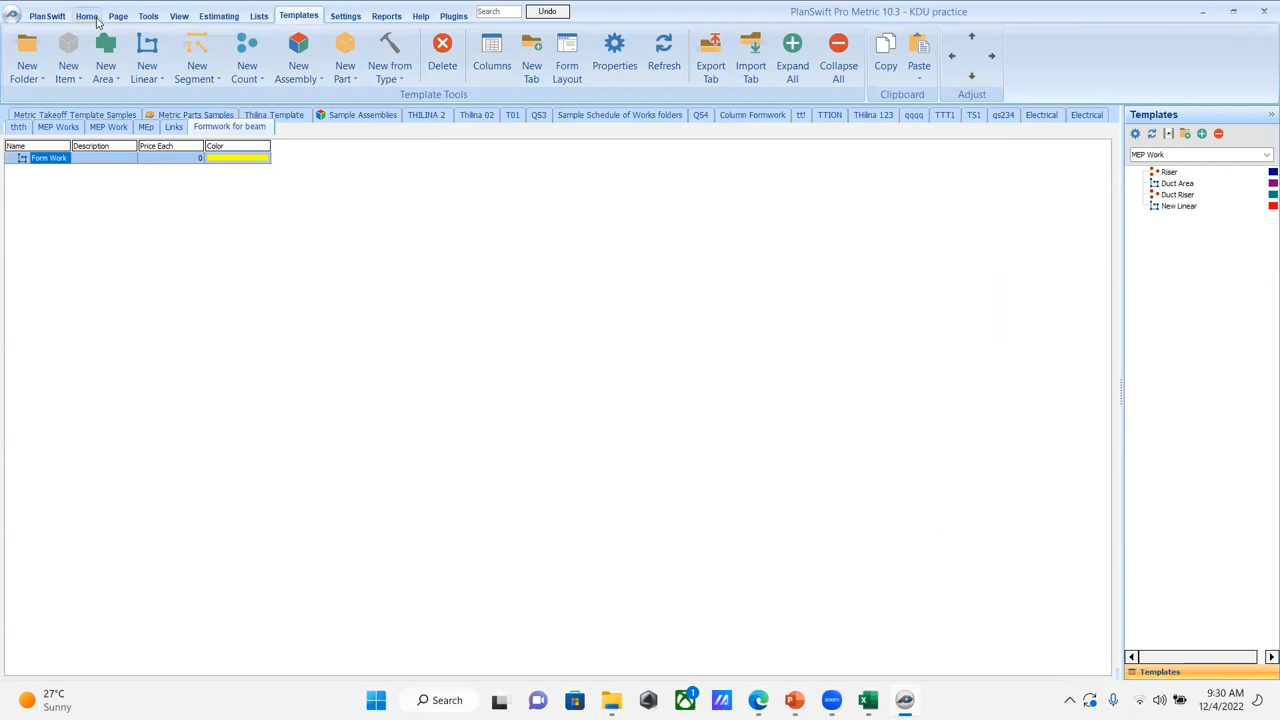 PlanSwift Home Page Tools View Estimating Lists Templates Settings Reports Help Plugins Search Undo PlanSwift Pro Metric 10.3 - KDU practice
New Folder New Item New Area New Linear New Segment New Count New Assembly New Part New from Type Delete Columns New Tab Form Layout Properties Refresh Export Tab Import Tab Expand All Collapse All Copy Paste
Template Tools Clipboard Adjust
Metric Takeoff Template Samples Metric Parts Samples Thilina Template Sample Assemblies THILINA 2 Thilina 02 T01 QS3 Sample Schedule of Works folders QS4 Column Formwork ttf TTION Thilina 123 qqqq TTT1 TS1 qs234 Electrical Electrical
thth MEP Works MEP Work MEp Links Formwork for beam
Name Description Price Each Color
Form Work 0
Templates
MEP Work
Riser
Duct Area
Duct Riser
New Linear
Templates
27°C
Sunny
Search
1
zoom
9:30 AM
12/4/2022